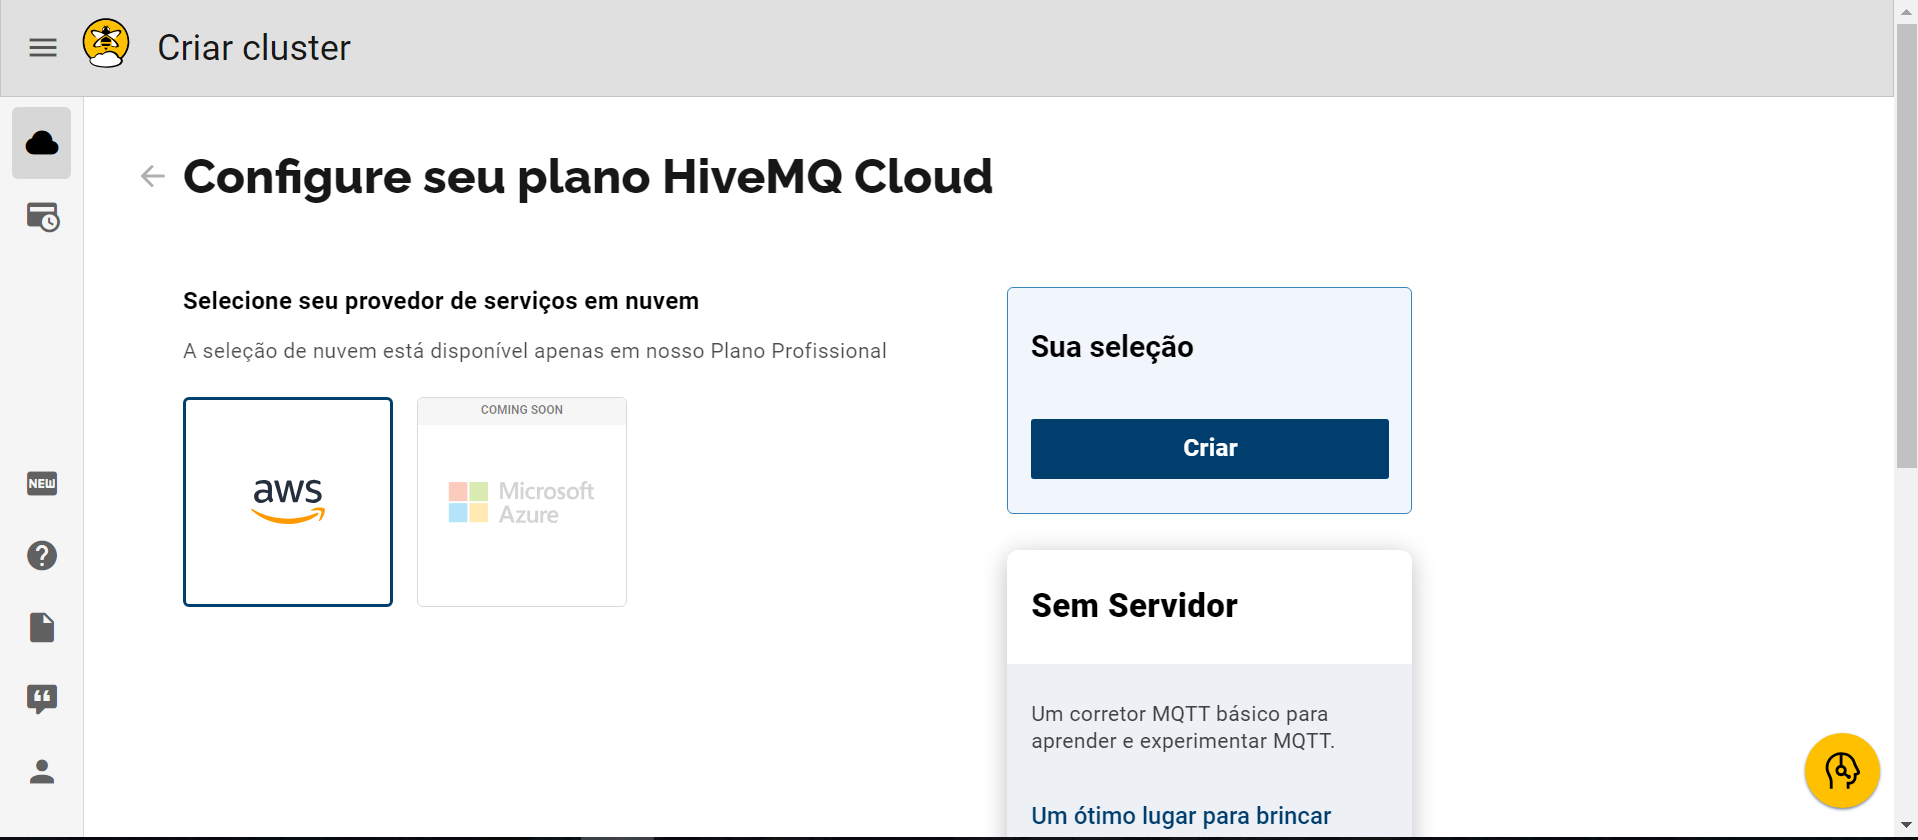 Criar cluster
Configure seu plano HiveMQ Cloud
Selecione seu provedor de serviços em nuvem
A seleção de nuvem está disponível apenas em nosso Plano Profissional
aws
COMING SOON
Microsoft
Azure
Sua seleção
Criar
Sem Servidor
Um corretor MQTT básico para
aprender e experimentar MQTT.
Um ótimo lugar para brincar
NEW